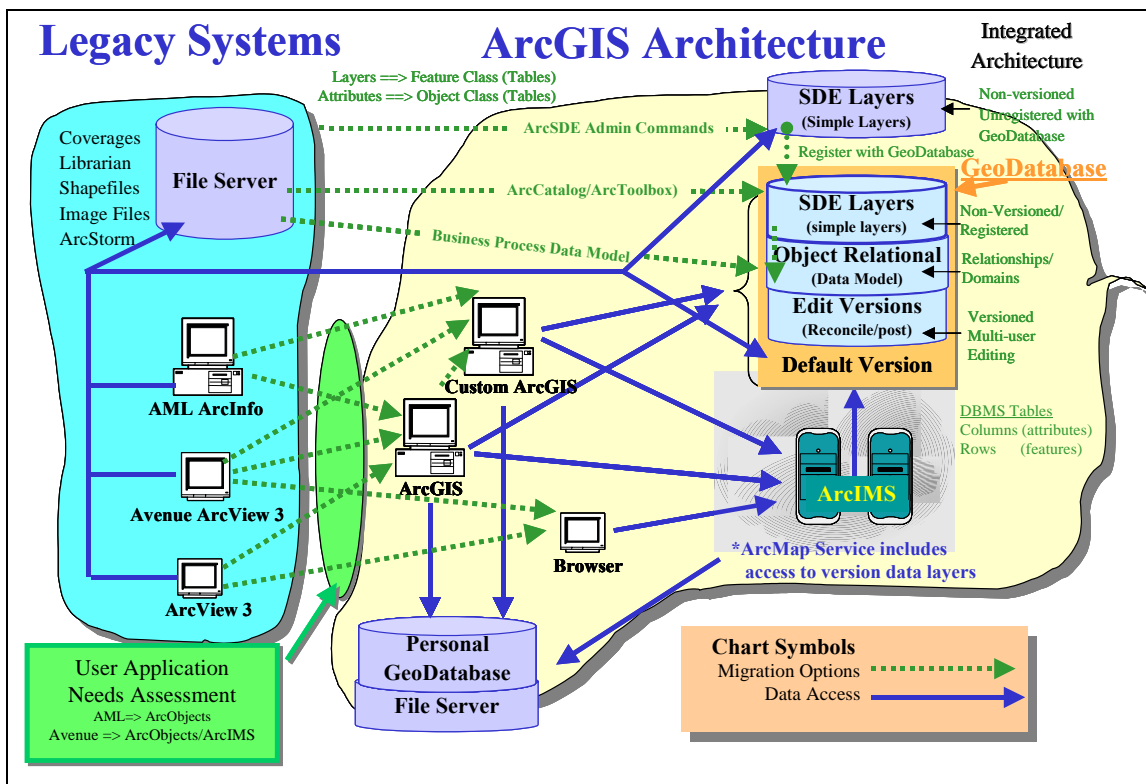 Legacy Systems
ArcGIS Architecture
Integrated
Architecture
Layers ==> Feature Class (Tables)
Attributes ==> Object Class (Tables)
Coverages
Librarian
Shapefiles
Image Files
ArcStorm
File Server
ArcSDE Admin Commands
SDE Layers
(Simple Layers)
Non-versioned
Unregistered with
GeoDatabase
Register with GeoDatabase
GeoDatabase
ArcCatalog/ArcToolbox)
Business Process Data Model
SDE Layers
(simple layers)
Non-Versioned/
Registered
Object Relational
(Data Model)
Relationships/
Domains
Edit Versions
(Reconcile/post)
Versioned
Multi-user
Editing
Default Version
AML ArcInfo
Custom ArcGIS
Avenue ArcView 3
ArcGIS
DBMS Tables
Columns (attributes)
Rows (features)
ArcIMS
ArcView 3
Browser
*ArcMap Service includes
access to version data layers
User Application
Needs Assessment
AML=> ArcObjects
Avenue => ArcObjects/ArcIMS
Personal
GeoDatabase
File Server
Chart Symbols
Migration Options
Data Access